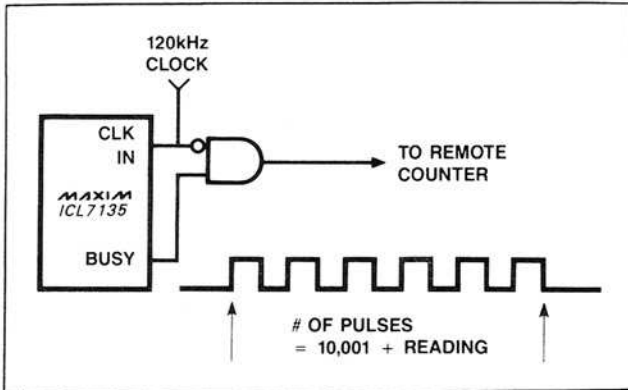 120kHz
CLOCK
CLK
IN
MAXIM
ICL7135
BUSY
TO REMOTE
COUNTER
# OF PULSES
= 10,001 + READING